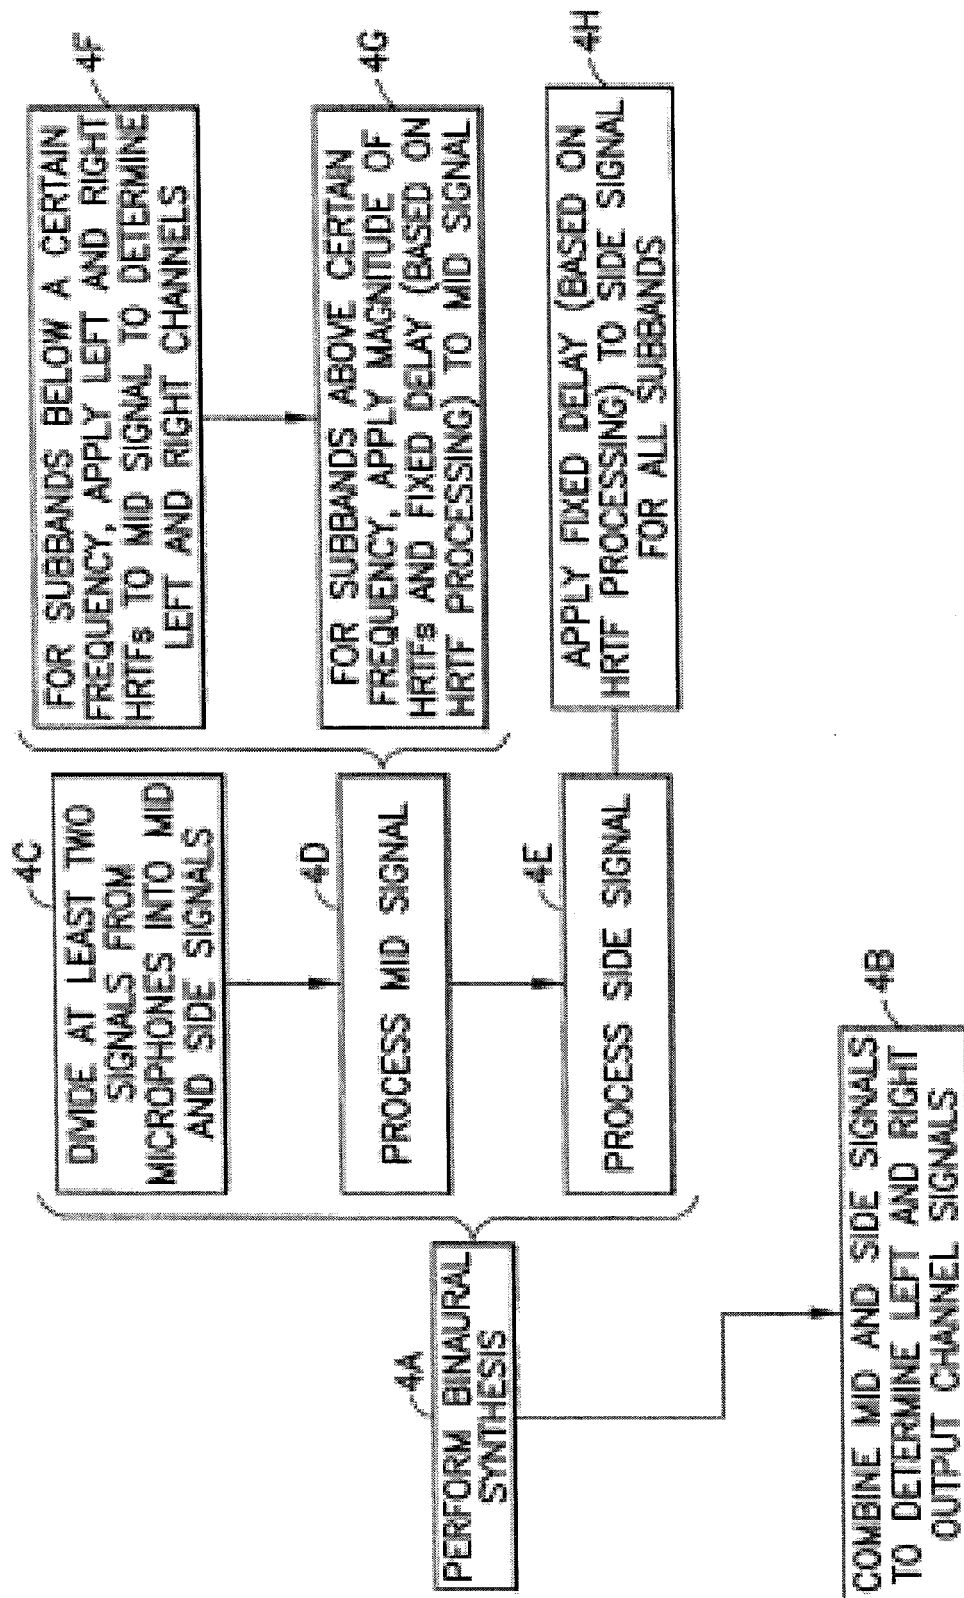 4A
PERFORM BINAURAL
SYNTHESIS
4C
DIVIDE AT LEAST TWO
SIGNALS FROM
MICROPHONES INTO MID
AND SIDE SIGNALS
4D
PROCESS MID SIGNAL
4E
PROCESS SIDE SIGNAL
4F
FOR SUBBANDS BELOW A CERTAIN
FREQUENCY, APPLY LEFT AND RIGHT
HRTFs TO MID SIGNAL TO DETERMINE
LEFT AND RIGHT CHANNELS
4G
FOR SUBBANDS ABOVE CERTAIN
FREQUENCY, APPLY MAGNITUDE OF
HRTFs AND FIXED DELAY (BASED ON
HRTF PROCESSING) TO MID SIGNAL
4H
APPLY FIXED DELAY (BASED ON
HRTF PROCESSING) TO SIDE SIGNAL
FOR ALL SUBBANDS
4B
COMBINE MID AND SIDE SIGNALS
TO DETERMINE LEFT AND RIGHT
OUTPUT CHANNEL SIGNALS